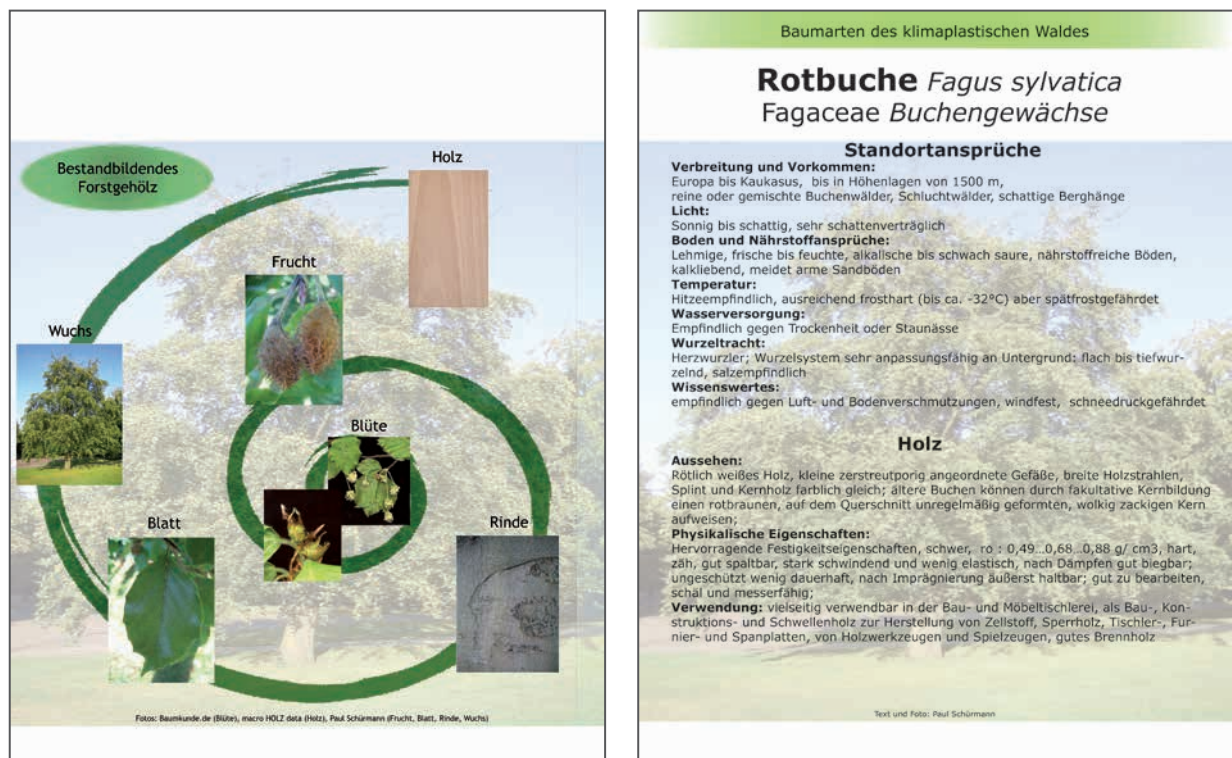 Bestandbildendes
Forstgehölz
Holz
Frucht
Wuchs
Blüte
Blatt
Rinde
Fotos: Baumkunde.de (Blüte), macro HOLZ data (Holz), Paul Schürmann (Frucht, Blatt, Rinde, Wuchs)
Baumarten des klimaplastischen Waldes
Rotbuche Fagus sylvatica
Fagaceae Buchengewächse
Standortansprüche
Verbreitung und Vorkommen:
Europa bis Kaukasus, bis in Höhenlagen von 1500 m,
reine oder gemischte Buchenwälder, Schluchtwälder, schattige Berghänge
Licht:
Sonnig bis schattig, sehr schattenverträglich
Boden und Nährstoffansprüche:
Lehmige, frische bis feuchte, alkalische bis schwach saure, nährstoffreiche Böden,
kalkliebend, meidet arme Sandböden
Temperatur:
Hitzeempfindlich, ausreichend frosthart (bis ca. -32°C) aber spätfrostgefährdet
Wasserversorgung:
Empfindlich gegen Trockenheit oder Staunässe
Wurzeltracht:
Herzwurzler; Wurzelsystem sehr anpassungsfähig an Untergrund: flach bis tiefwur-
zelnd, salzempfindlich
Wissenswertes:
empfindlich gegen Luft- und Bodenverschmutzungen, windfest, schneedruckgefährdet
Holz
Aussehen:
Rötlich weißes Holz, kleine zerstreutporig angeordnete Gefäße, breite Holzstrahlen,
Splint und Kernholz farblich gleich; ältere Buchen können durch fakultative Kernbildung
einen rotbraunen, auf dem Querschnitt unregelmäßig geformten, wolkig zackigen Kern
aufweisen;
Physikalische Eigenschaften:
Hervorragende Festigkeitseigenschaften, schwer, ro : 0,49...0,68...0,88 g/ cm3, hart,
zäh, gut spaltbar, stark schwindend und wenig elastisch, nach Dämpfen gut biegbar;
ungeschützt wenig dauerhaft, nach Imprägnierung äußerst haltbar; gut zu bearbeiten,
schäl und messerfähig;
Verwendung: vielseitig verwendbar in der Bau- und Möbeltischlerei, als Bau-, Kon-
struktions- und Schwellenholz zur Herstellung von Zellstoff, Sperrholz, Tischler-, Fur-
nier- und Spanplatten, von Holzwerkzeugen und Spielzeugen, gutes Brennholz
Text und Foto: Paul Schürmann